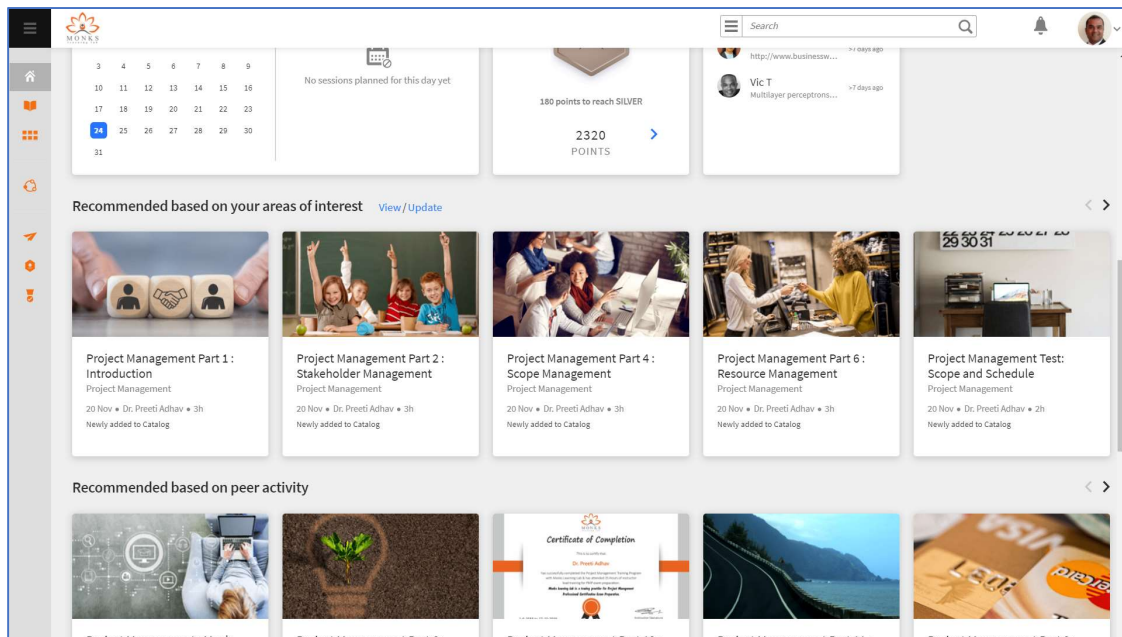 MONKS
Search
3 4 5 6 7 8 9
10 11 12 13 14 15 16
17 18 19 20 21 22 23
24 25 26 27 28 29 30
31
No sessions planned for this day yet
180 points to reach SILVER
2320
POINTS
http://www.businessw...
>7 days ago
Vic T
Multilayer perceptrons...
>7 days ago
Recommended based on your areas of interest View / Update
29 30 31
Project Management Part 1 :
Introduction
Project Management
20 Nov • Dr. Preeti Adhav • 3h
Newly added to Catalog
Project Management Part 2 :
Stakeholder Management
Project Management
20 Nov • Dr. Preeti Adhav • 3h
Newly added to Catalog
Project Management Part 4 :
Scope Management
Project Management
20 Nov • Dr. Preeti Adhav • 3h
Newly added to Catalog
Project Management Part 6 :
Resource Management
Project Management
20 Nov • Dr. Preeti Adhav • 3h
Newly added to Catalog
Project Management Test:
Scope and Schedule
Project Management
20 Nov • Dr. Preeti Adhav • 2h
Newly added to Catalog
Recommended based on peer activity
MONKS
Certificate of Completion
Dr. Preeti Adhav
VISA